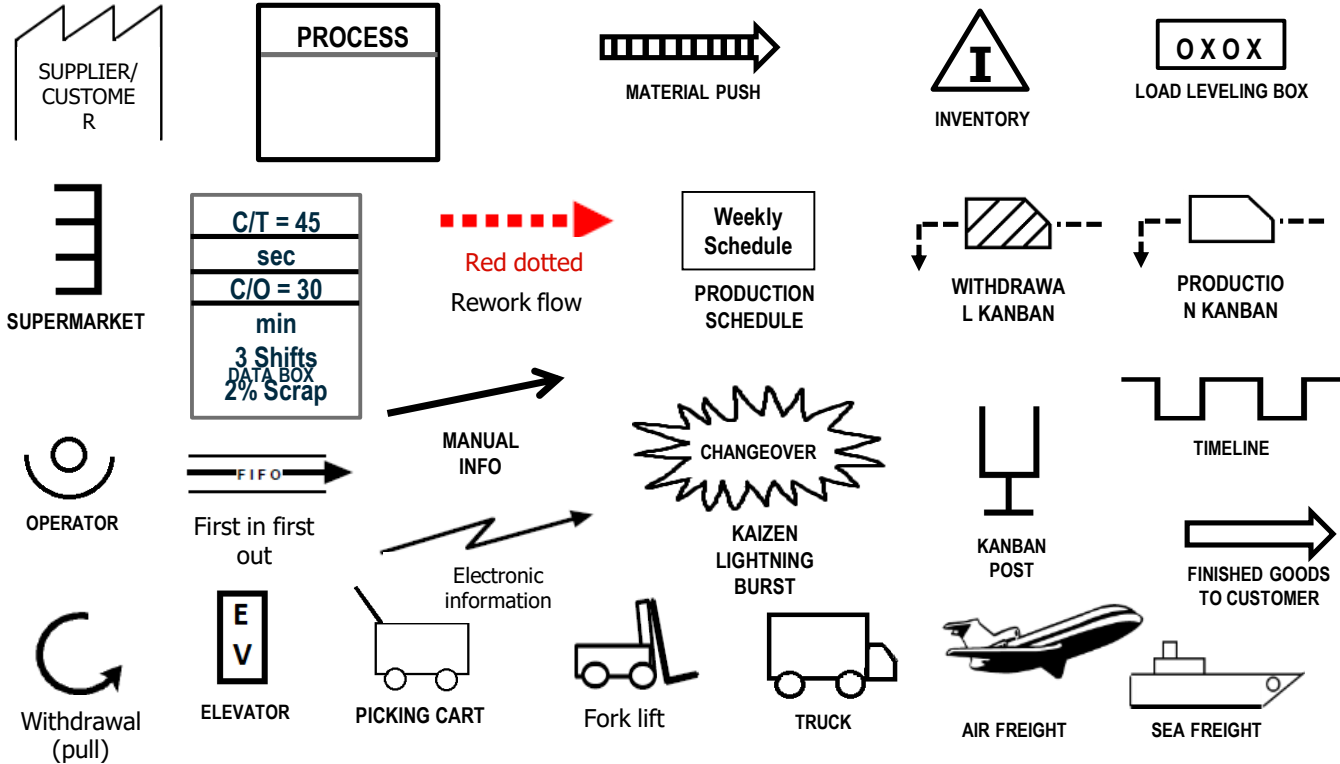 SUPPLIER/
CUSTOME
R
PROCESS
MATERIAL PUSH
I
INVENTORY
O X O X
LOAD LEVELING BOX
SUPERMARKET
C/T = 45
sec
C/O = 30
min
3 Shifts
DATA BOX
2% Scrap
Red dotted
Rework flow
Weekly
Schedule
PRODUCTION
SCHEDULE
WITHDRAWA
L KANBAN
PRODUCTIO
N KANBAN
OPERATOR
FIFO
First in first
out
MANUAL
INFO
CHANGEOVER
KAIZEN
LIGHTNING
BURST
KANBAN
POST
TIMELINE
FINISHED GOODS
TO CUSTOMER
Electronic
information
Withdrawal
(pull)
E
V
ELEVATOR
PICKING CART
Fork lift
TRUCK
AIR FREIGHT
SEA FREIGHT